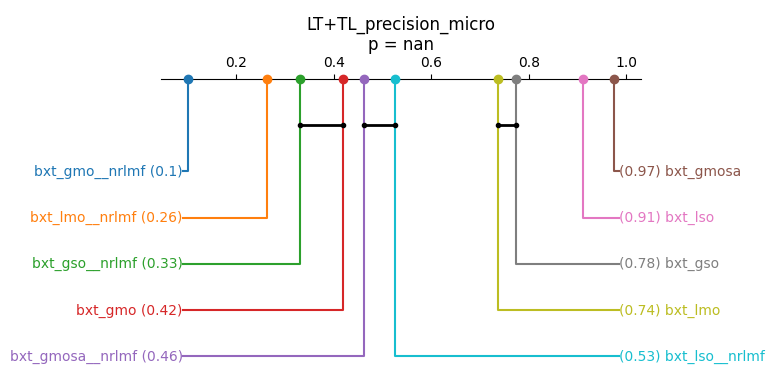 LT+TL_precision_micro
p = nan
0.2 0.4 0.6 0.8 1.0
bxt_gmo__nrlmf (0.1) (0.97) bxt_gmosa
bxt_lmo__nrlmf (0.26) (0.91) bxt_lso
bxt_gso__nrlmf (0.33) (0.78) bxt_gso
bxt_gmo (0.42) (0.74) bxt_lmo
bxt_gmosa__nrlmf (0.46) (0.53) bxt_lso__nrlmf